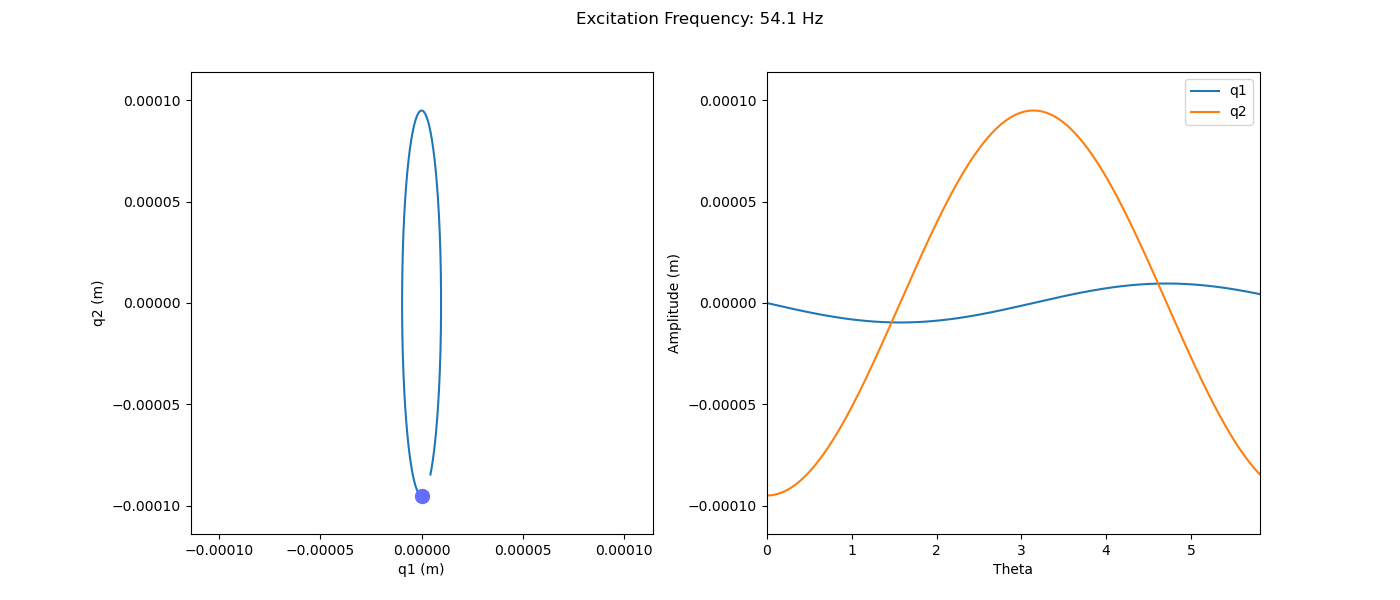 Excitation Frequency: 54.1 Hz
0.00010
0.00005
0.00000
−0.00005
−0.00010
q2 (m)
−0.00010 −0.00005 0.00000 0.00005 0.00010
q1 (m)
0.00010
0.00005
0.00000
−0.00005
−0.00010
Amplitude (m)
q1
q2
0 1 2 3 4 5
Theta